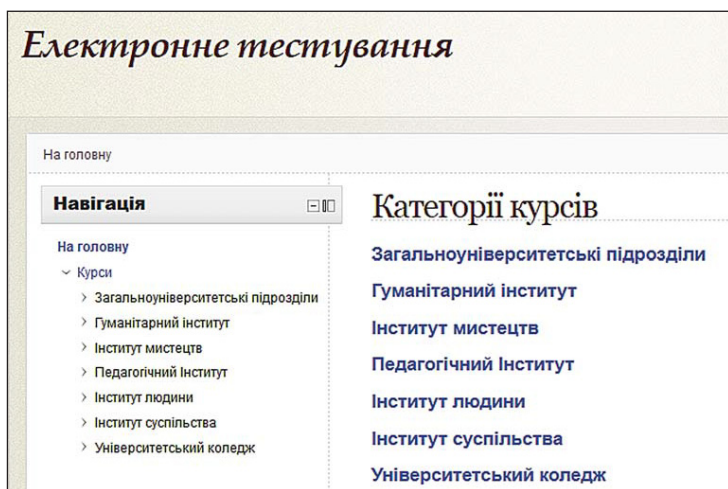 Електронне тестування
На головну
Навігація
На головну
Курси
Загальноуніверситетські підрозділи
Гуманітарний інститут
Інститут мистецтв
Педагогічний Інститут
Інститут людини
Інститут суспільства
Університетський коледж
Категорії курсів
Загальноуніверситетські підрозділи
Гуманітарний інститут
Інститут мистецтв
Педагогічний Інститут
Інститут людини
Інститут суспільства
Університетський коледж